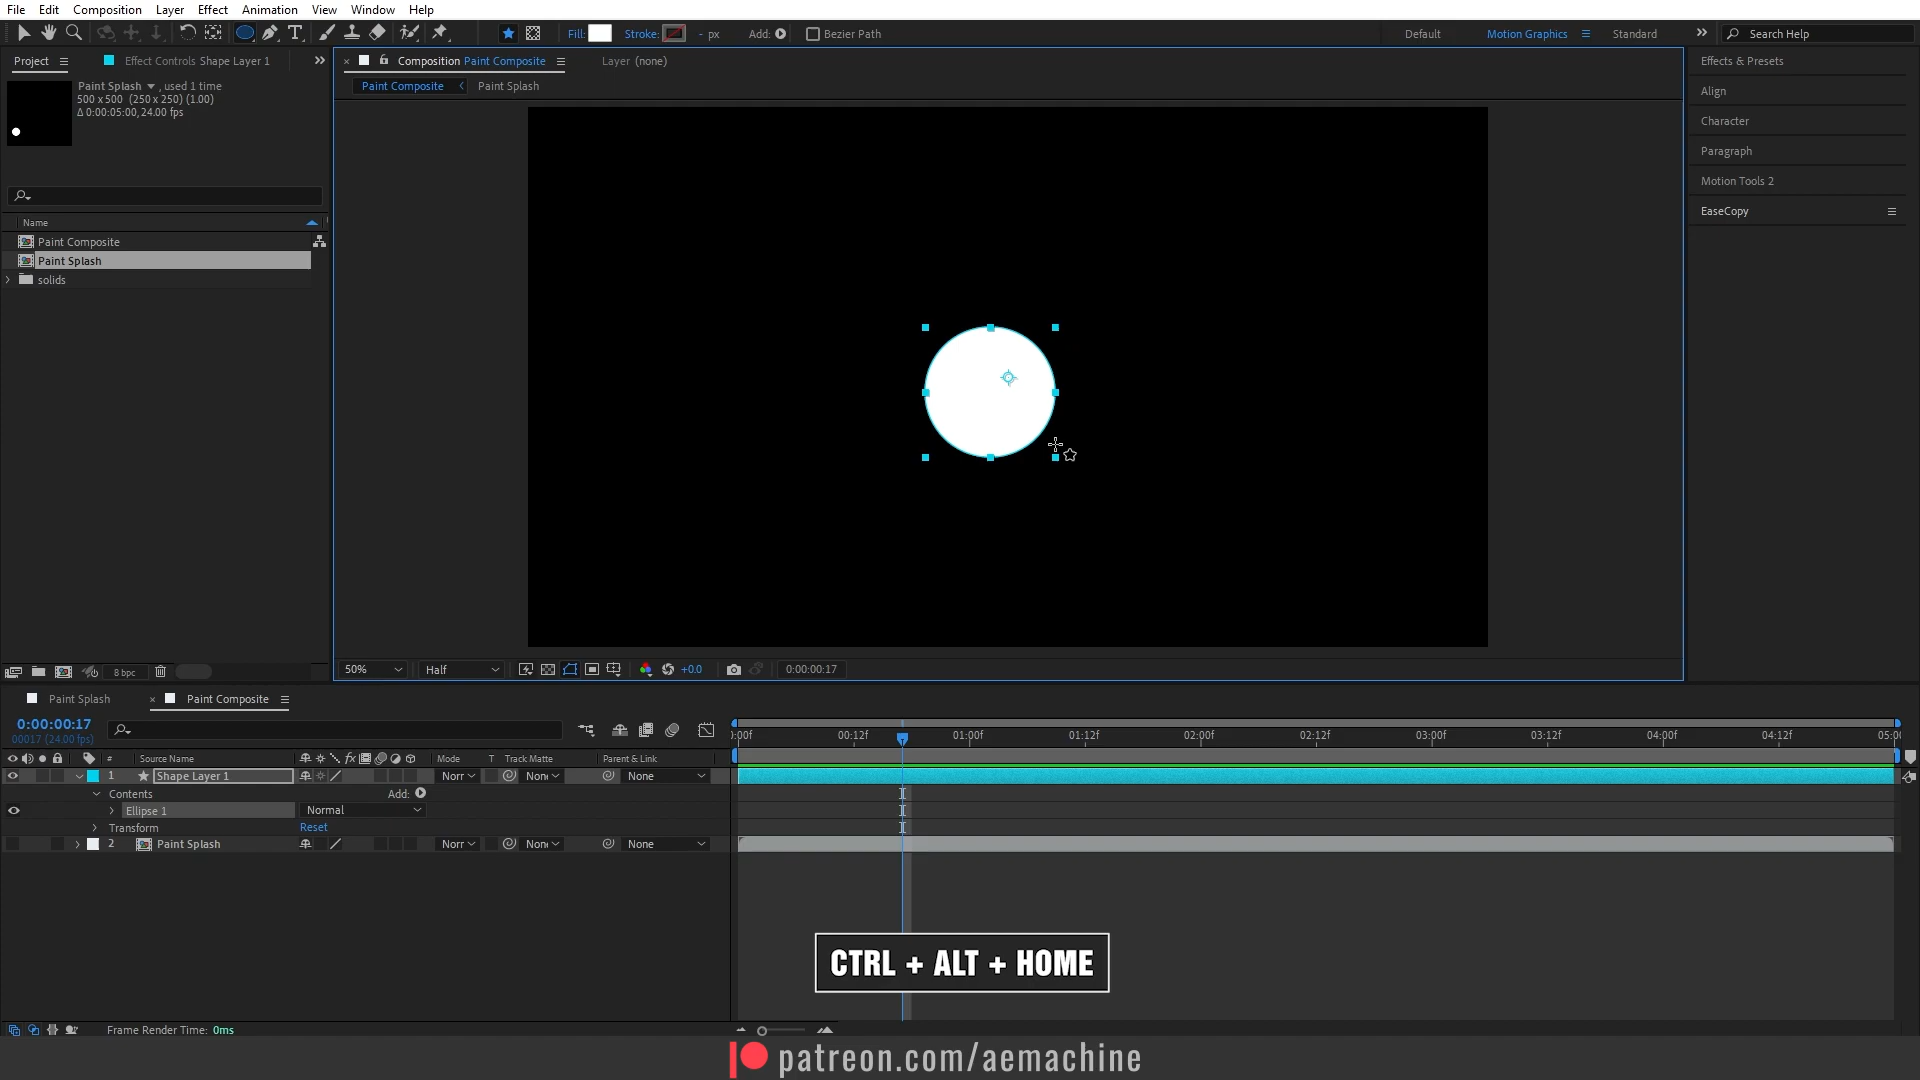 File Edit Composition Layer Effect Animation View Window Help
Fill: Stroke: - px Add: Bezier Path Default Motion Graphics Standard Search Help
Project Effect Controls Shape Layer 1
Composition Paint Composite Layer (none)
Effects & Presets
Paint Splash , used 1 time
500 x 500 (250 x 250) (1.00)
Δ 0:00:05:00, 24.00 fps
Paint Composite Paint Splash
Align
Character
Paragraph
Motion Tools 2
EaseCopy
Name
Paint Composite
Paint Splash
solids
8 bpc
50% Half +0.0 0:00:00:17
Paint Splash Paint Composite
0:00:00:17
00017 (24.00 fps)
:00f 00:12f 01:00f 01:12f 02:00f 02:12f 03:00f 03:12f 04:00f 04:12f 05:00
# Source Name fx Mode T Track Matte Parent & Link
1 Shape Layer 1 Norr None None
Contents Add:
Ellipse 1 Normal
Transform Reset
2 Paint Splash Norr None None
CTRL + ALT + HOME
Frame Render Time: 0ms
patreon.com/aemachine